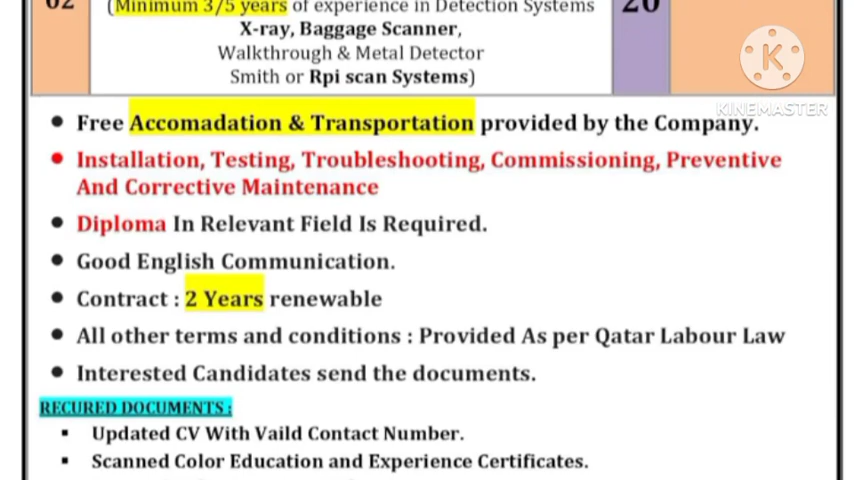 02
(Minimum 3/5 years of experience in Detection Systems
20
X-ray, Baggage Scanner,
Walkthrough & Metal Detector
Smith or Rpi scan Systems)
K
KINEMASTER
• Free Accomadation & Transportation provided by the Company.
• Installation, Testing, Troubleshooting, Commissioning, Preventive
And Corrective Maintenance
• Diploma In Relevant Field Is Required.
• Good English Communication.
• Contract : 2 Years renewable
• All other terms and conditions : Provided As per Qatar Labour Law
• Interested Candidates send the documents.
RECURED DOCUMENTS :
▪ Updated CV With Vaild Contact Number.
▪ Scanned Color Education and Experience Certificates.